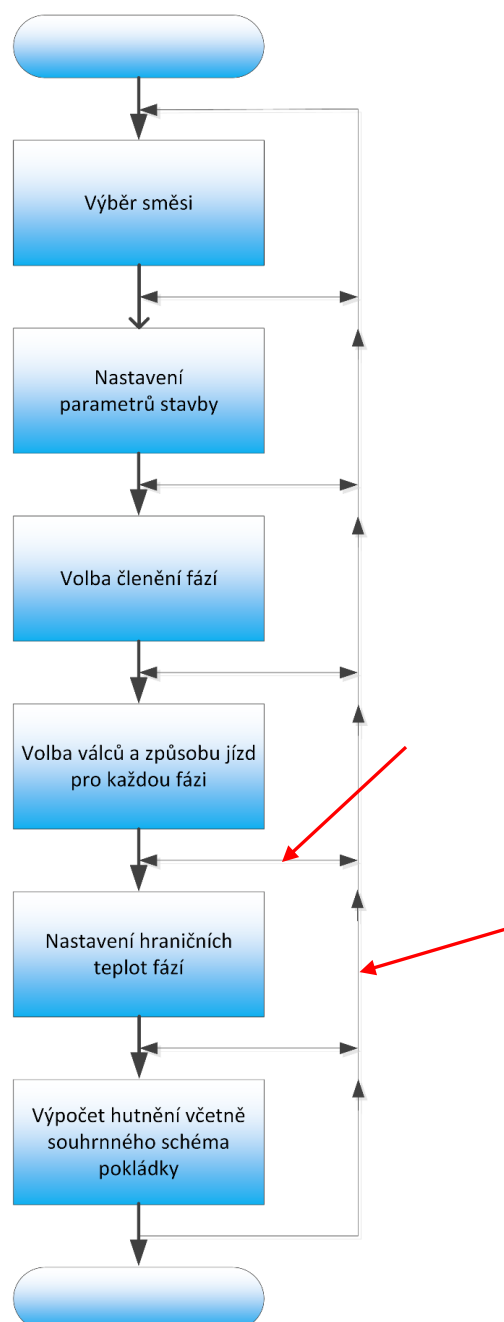 Výběr směsi
Nastavení
parametrů stavby
Volba členění fází
Volba válců a způsobu jízd
pro každou fázi
Nastavení hraničních
teplot fází
Výpočet hutnění včetně
souhrnného schéma
pokládky